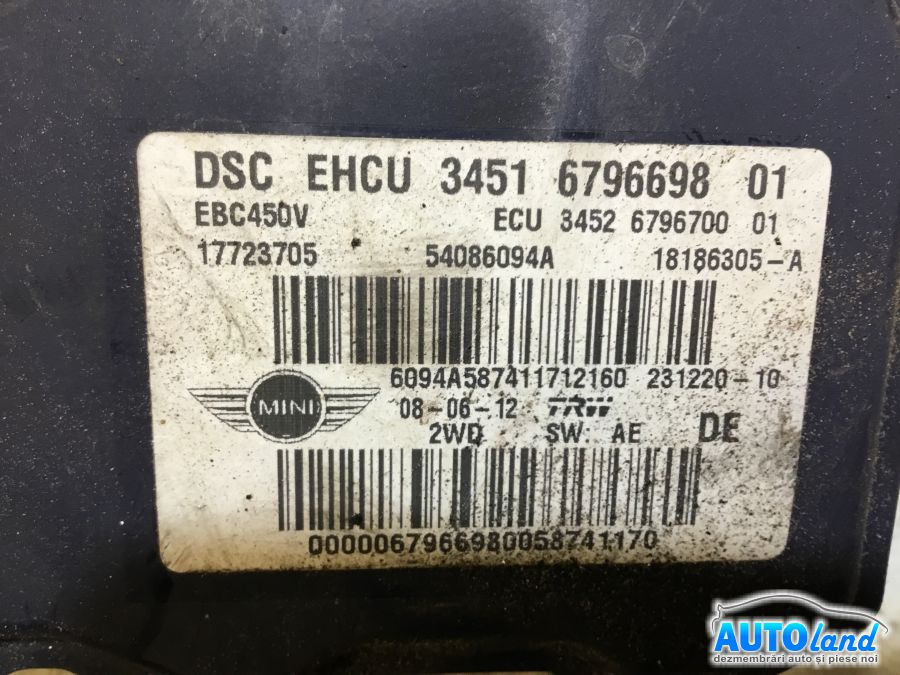 DSC EHCU 3451 6796698 01
EBC450V ECU 3452 6796700 01
17723705 54086094A 18186305-A
6094A587411712160 231220-10
MINI 08-06-12 TRW
2WD SW: AE DE
0000067966980058741170
AUTOland
dezmembrări auto și piese noi